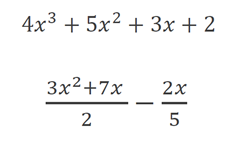 4x³ + 5x² + 3x + 2
(3x²+7x)/2 − 2x/5